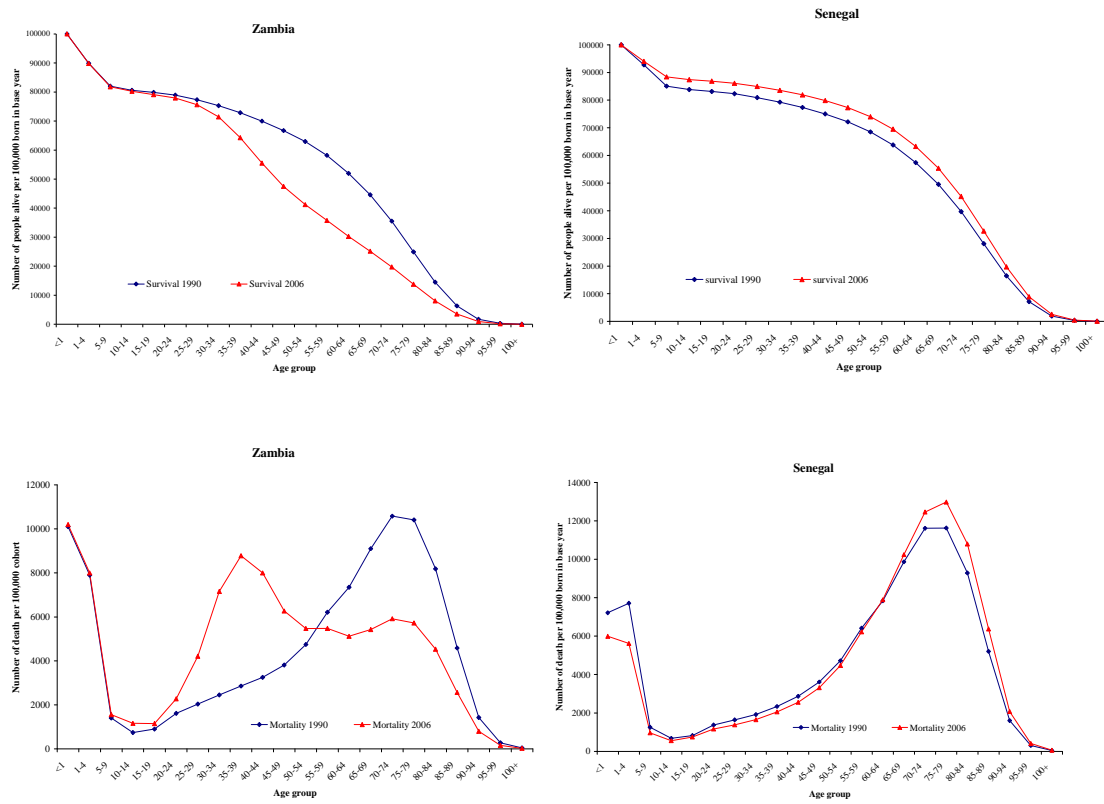 Zambia
Number of people alive per 100,000 born in base year
100000
90000
80000
70000
60000
50000
40000
30000
20000
10000
0
Survival 1990
Survival 2006
<1 1-4 5-9 10-14 15-19 20-24 25-29 30-34 35-39 40-44 45-49 50-54 55-59 60-64 65-69 70-74 75-79 80-84 85-89 90-94 95-99 100+
Age group
Senegal
Number of people alive per 100,000 born in base year
100000
90000
80000
70000
60000
50000
40000
30000
20000
10000
0
survival 1990
survival 2006
<1 1-4 5-9 10-14 15-19 20-24 25-29 30-34 35-39 40-44 45-49 50-54 55-59 60-64 65-69 70-74 75-79 80-84 85-89 90-94 95-99 100+
Age group
Zambia
Number of death per 100,000 cohort
12000
10000
8000
6000
4000
2000
0
Mortality 1990
Mortality 2006
<1 1-4 5-9 10-14 15-19 20-24 25-29 30-34 35-39 40-44 45-49 50-54 55-59 60-64 65-69 70-74 75-79 80-84 85-89 90-94 95-99 100+
Age group
Senegal
Number of death per 100,000 born in base year
14000
12000
10000
8000
6000
4000
2000
0
Mortality 1990
Mortality 2006
<1 1-4 5-9 10-14 15-19 20-24 25-29 30-34 35-39 40-44 45-49 50-54 55-59 60-64 65-69 70-74 75-79 80-84 85-89 90-94 95-99 100+
Age group